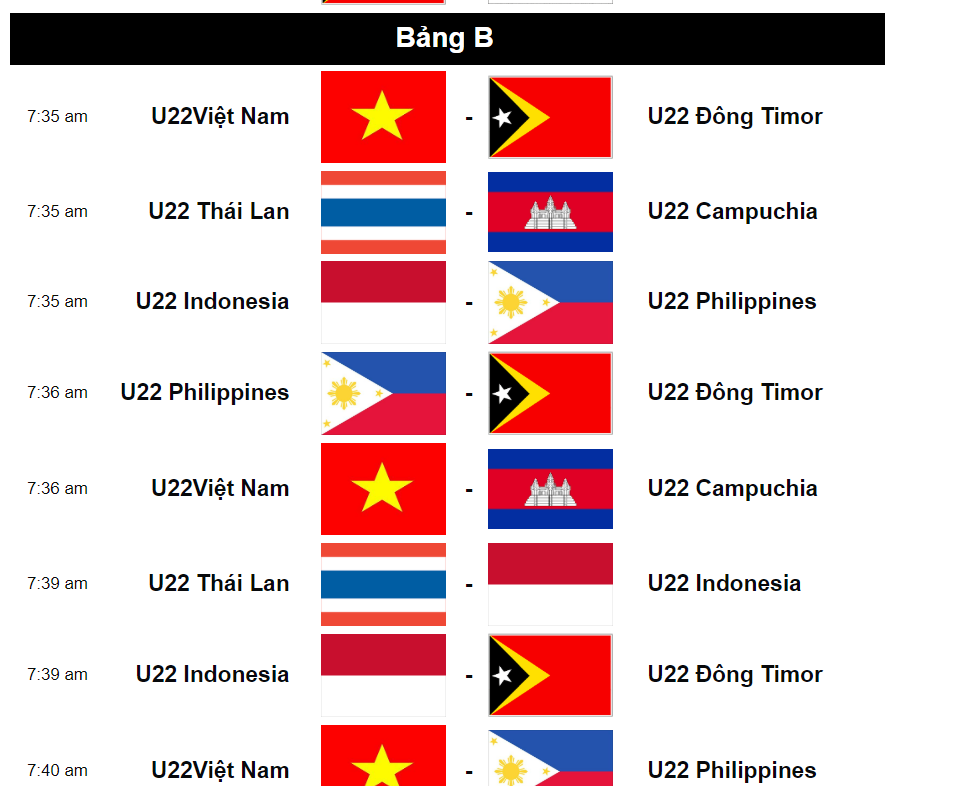 Bảng B
7:35 am U22Việt Nam - U22 Đông Timor
7:35 am U22 Thái Lan - U22 Campuchia
7:35 am U22 Indonesia - U22 Philippines
7:36 am U22 Philippines - U22 Đông Timor
7:36 am U22Việt Nam - U22 Campuchia
7:39 am U22 Thái Lan - U22 Indonesia
7:39 am U22 Indonesia - U22 Đông Timor
7:40 am U22Việt Nam - U22 Philippines